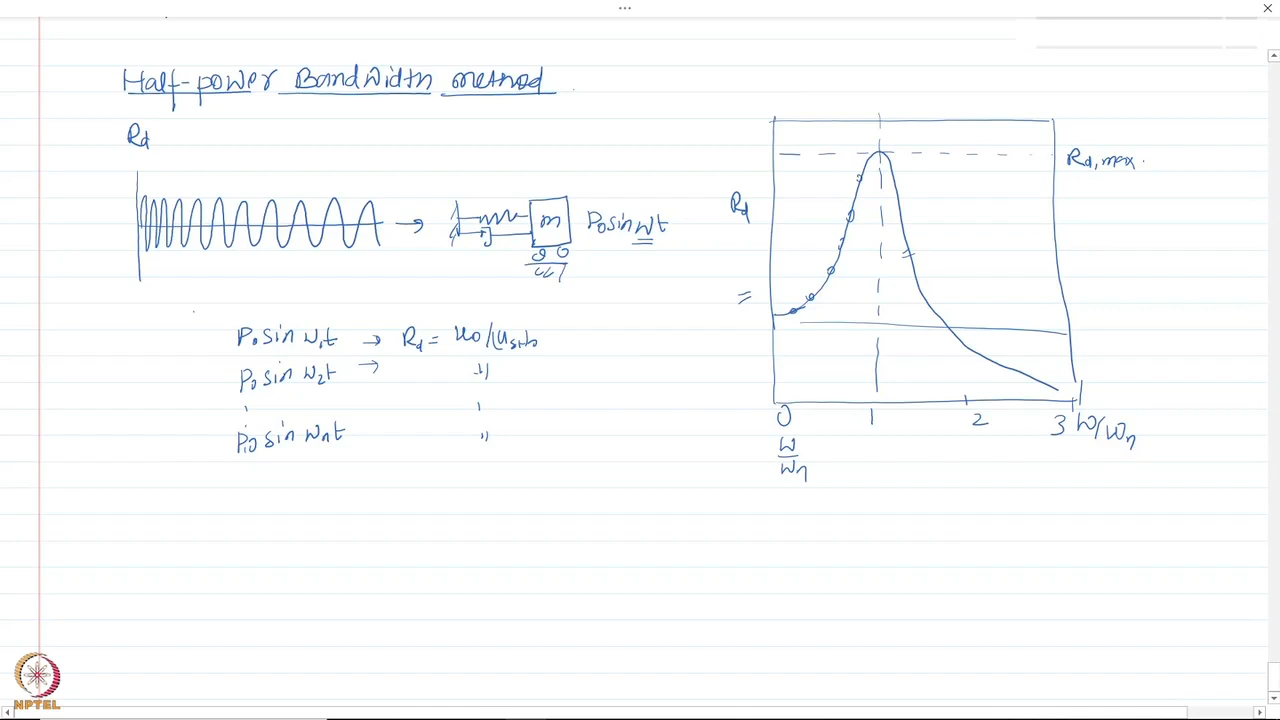 Half-power Bandwidth method
Rd
m
P0 sin ωt
P0 sin ω1t → Rd = u0/(ust)0
P0 sin ω2t → "
P0 sin ωnt "
Rd
Rd, max.
0 1 2 3 ω/ωn
ω/ωn
NPTEL